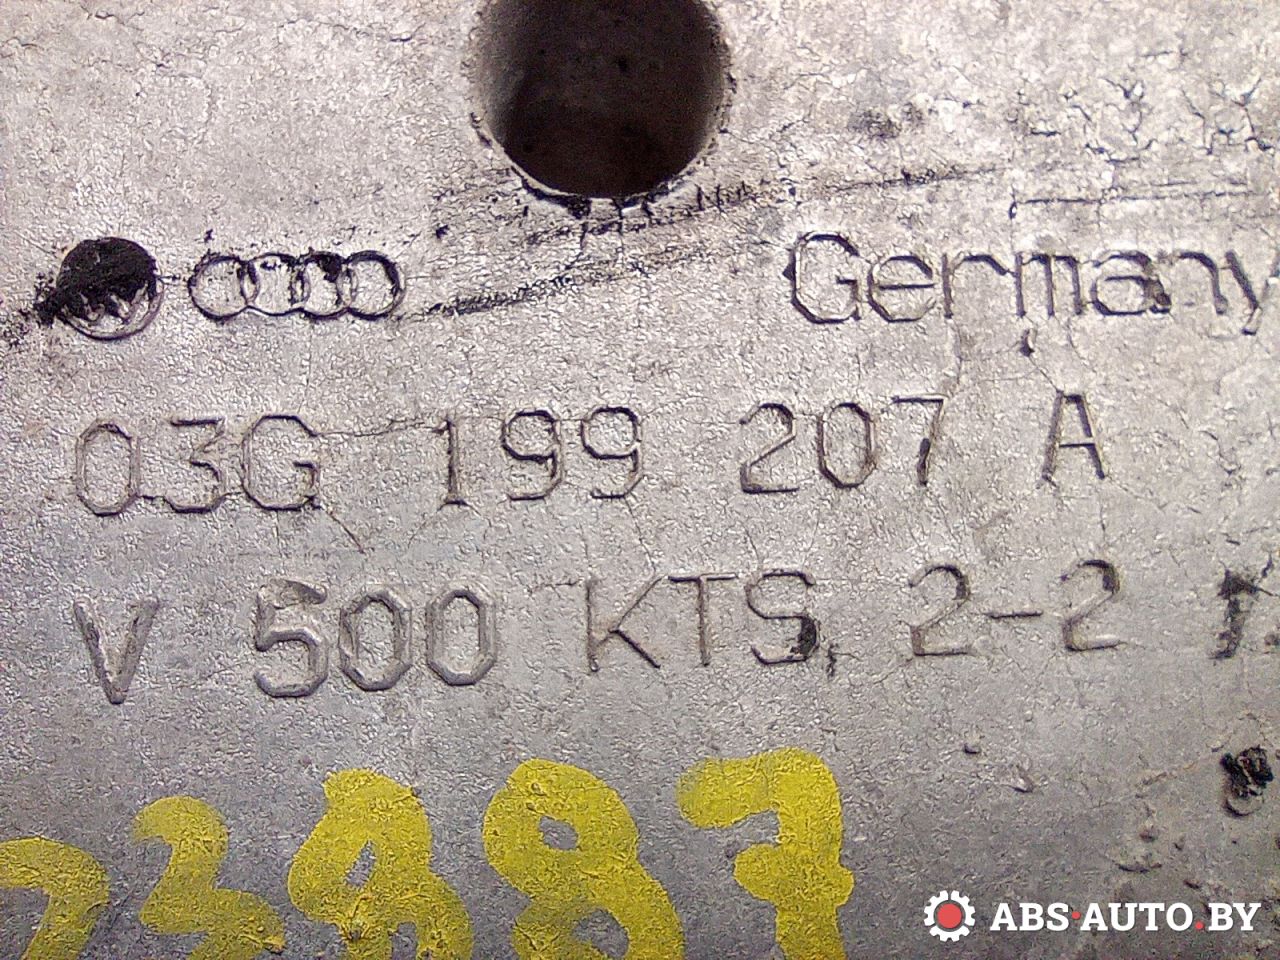 Germany
03G 199 207 A
V 500 KTS 2-2
ABS·AUTO.BY